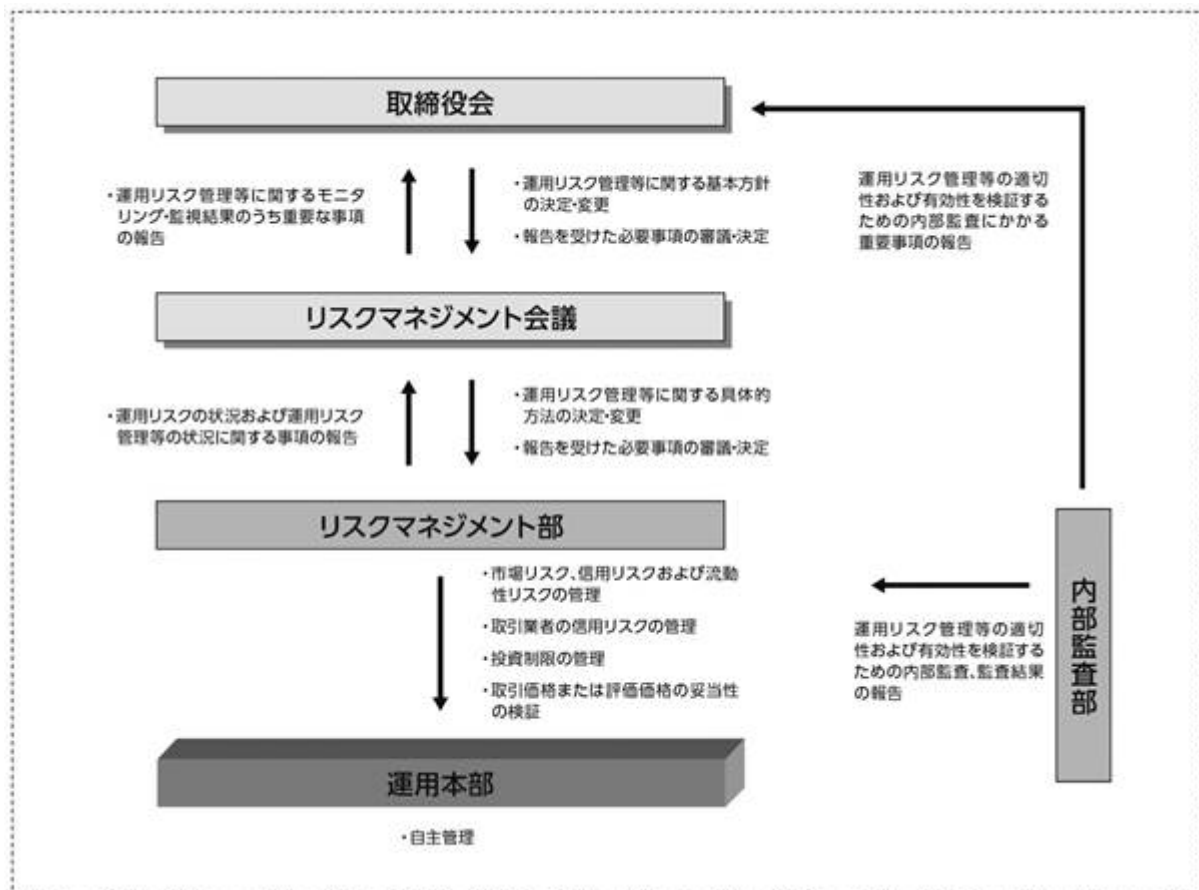 取締役会
・運用リスク管理等に関するモニタ
リング・監視結果のうち重要な事項
の報告
・運用リスク管理等に関する基本方針
の決定・変更
・報告を受けた必要事項の審議・決定
運用リスク管理等の適切
性および有効性を検証する
ための内部監査にかかる
重要事項の報告
リスクマネジメント会議
・運用リスクの状況および運用リスク
管理等の状況に関する事項の報告
・運用リスク管理等に関する具体的
方法の決定・変更
・報告を受けた必要事項の審議・決定
リスクマネジメント部
・市場リスク、信用リスクおよび流動
性リスクの管理
・取引業者の信用リスクの管理
・投資制限の管理
・取引価格または評価価格の妥当性
の検証
運用リスク管理等の適切
性および有効性を検証する
ための内部監査、監査結果
の報告
内部監査部
運用本部
・自主管理